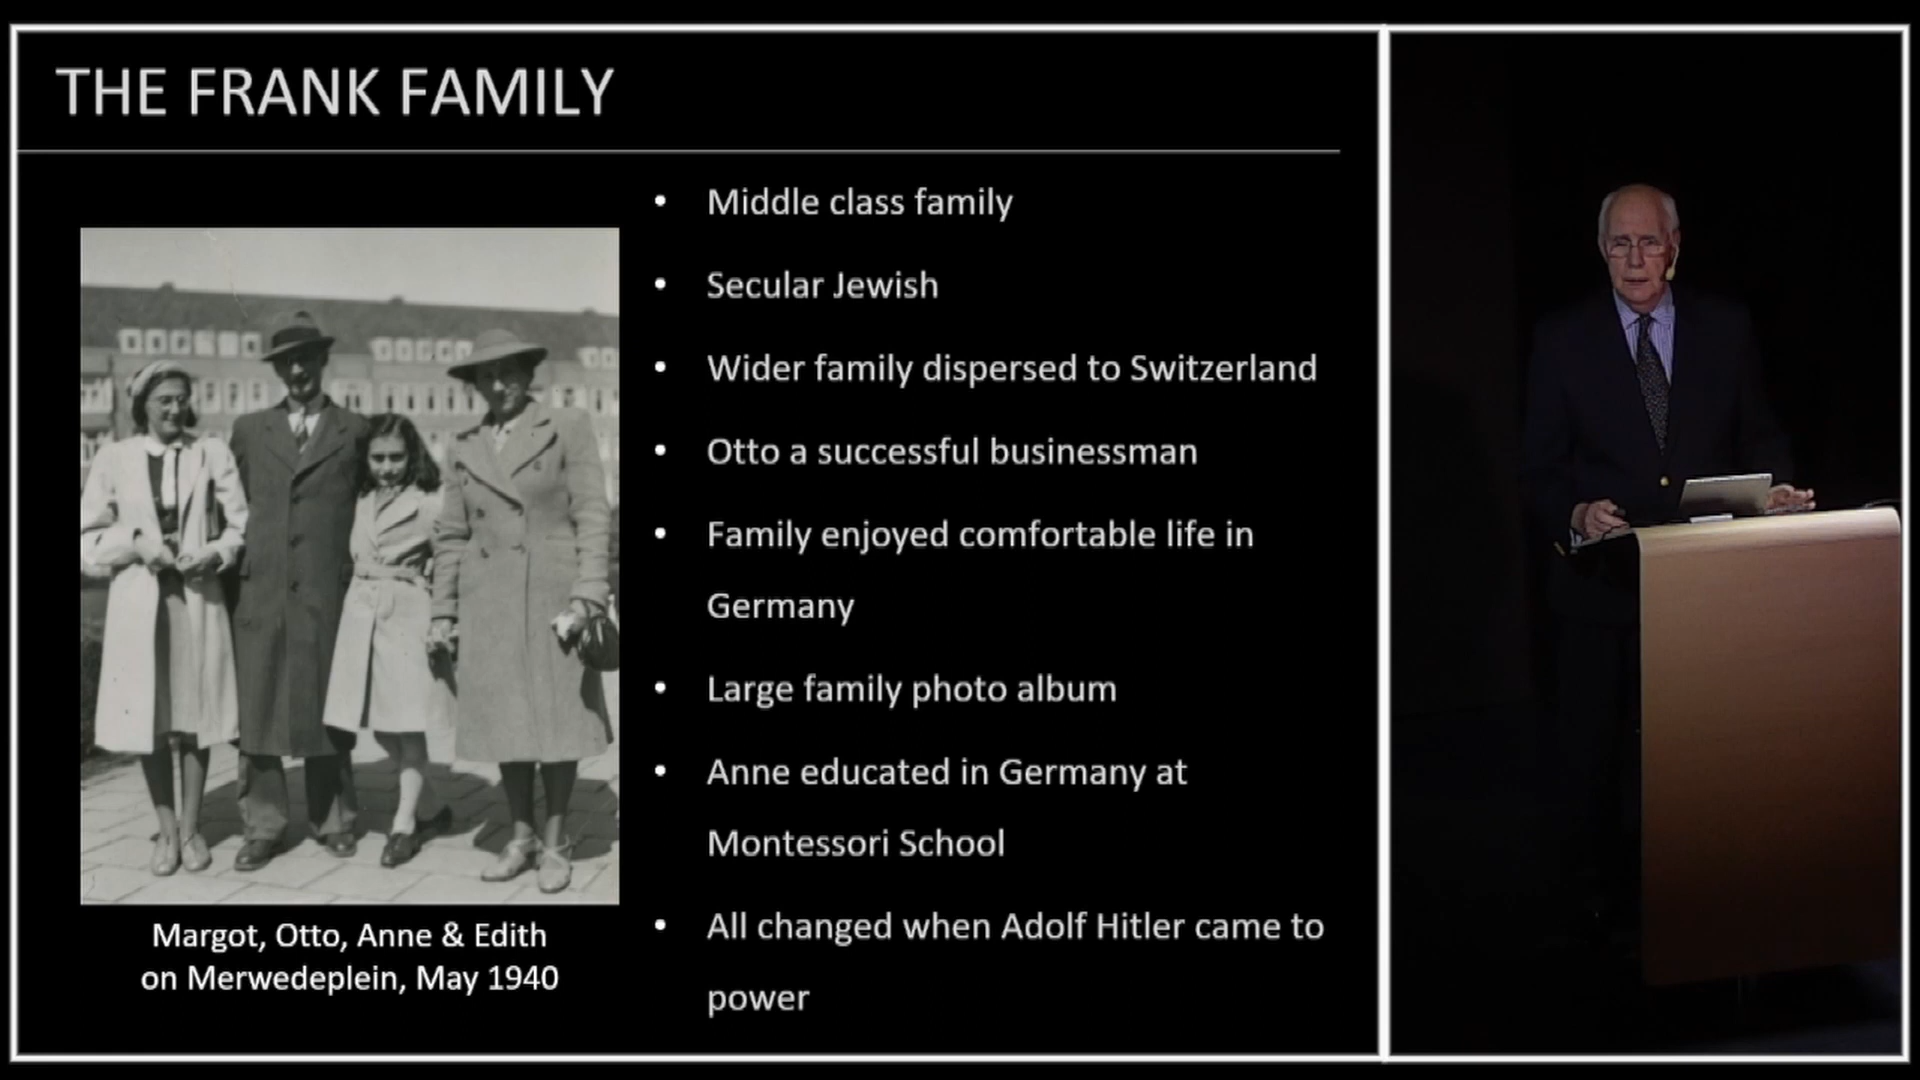 THE FRANK FAMILY
• Middle class family
• Secular Jewish
• Wider family dispersed to Switzerland
• Otto a successful businessman
• Family enjoyed comfortable life in
Germany
• Large family photo album
• Anne educated in Germany at
Montessori School
• All changed when Adolf Hitler came to
power
Margot, Otto, Anne & Edith
on Merwedeplein, May 1940